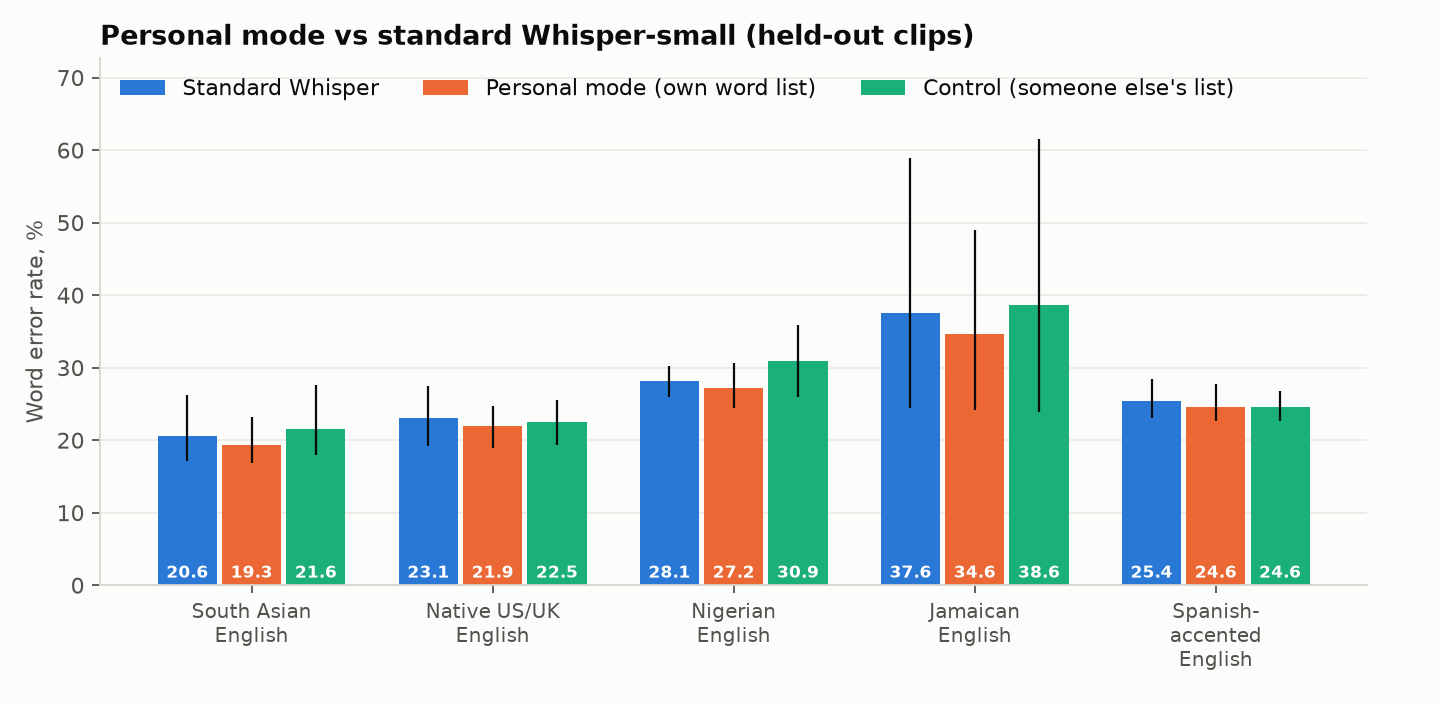 Personal mode vs standard Whisper-small (held-out clips)
Standard Whisper
Personal mode (own word list)
Control (someone else's list)
Word error rate, %
70
60
50
40
30
20
10
0
20.6 19.3 21.6
23.1 21.9 22.5
28.1 27.2 30.9
37.6 34.6 38.6
25.4 24.6 24.6
South Asian
English
Native US/UK
English
Nigerian
English
Jamaican
English
Spanish-
accented
English